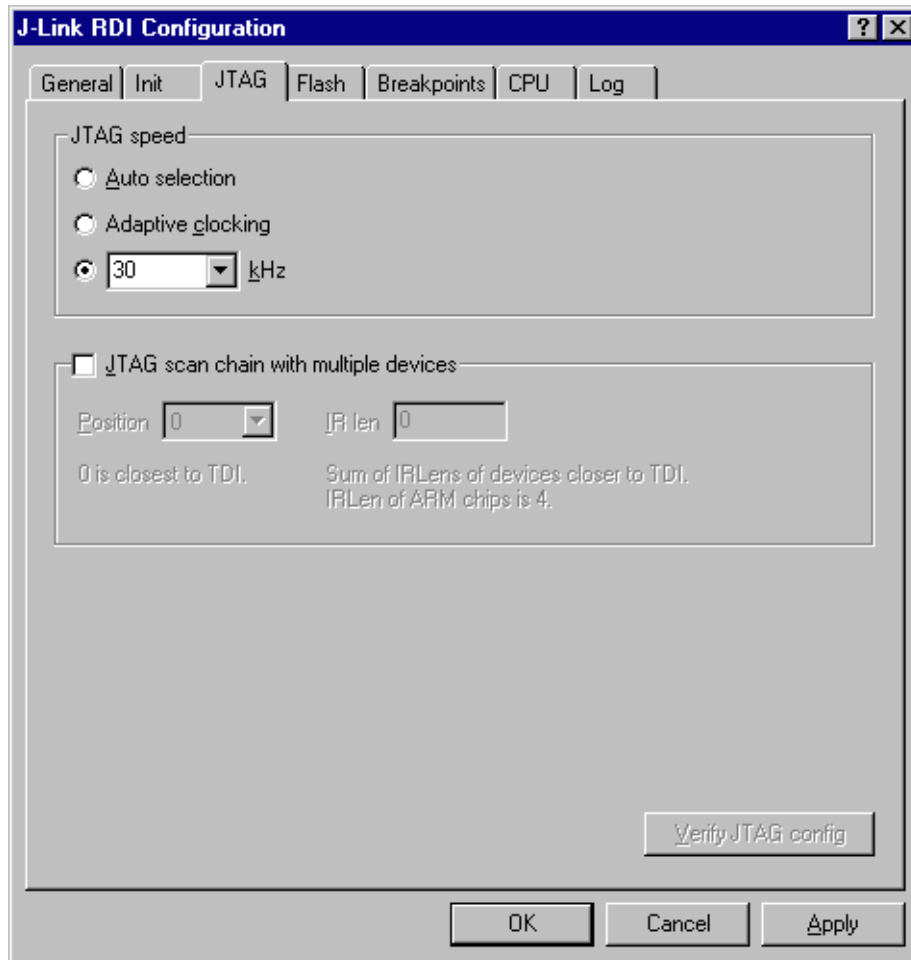 J-Link RDI Configuration
General Init JTAG Flash Breakpoints CPU Log
JTAG speed
Auto selection
Adaptive clocking
30 kHz
JTAG scan chain with multiple devices
Position 0 IR len 0
0 is closest to TDI. Sum of IRLens of devices closer to TDI.
IRLen of ARM chips is 4.
Verify JTAG config
OK Cancel Apply